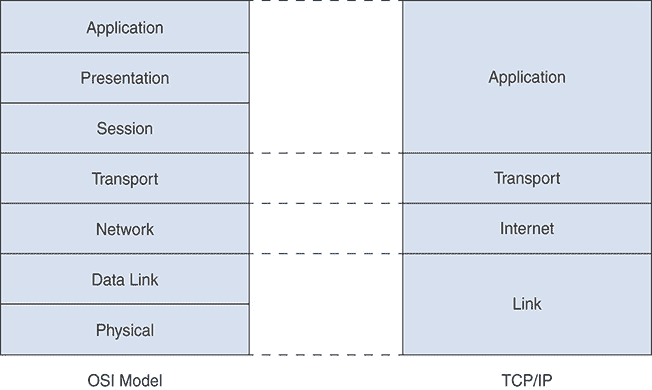 Application
Presentation
Session
Transport
Network
Data Link
Physical
OSI Model
Application
Transport
Internet
Link
TCP/IP